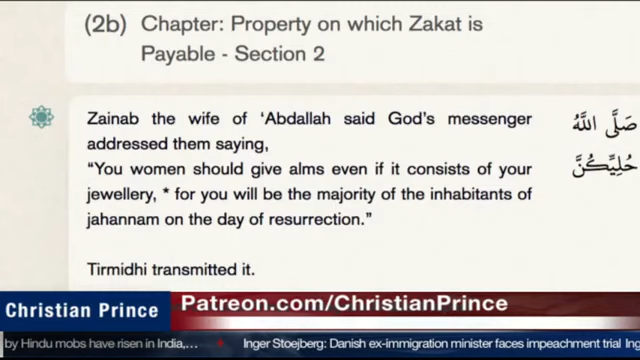 (2b) Chapter: Property on which Zakat is
Payable - Section 2
Zainab the wife of ‘Abdallah said God’s messenger
addressed them saying,
“You women should give alms even if it consists of your
jewellery, * for you will be the majority of the inhabitants of
jahannam on the day of resurrection.”
Tirmidhi transmitted it.
صَلَّى اللَّهُ
حُلِيِّكُنَّ
Christian Prince
Patreon.com/ChristianPrince
by Hindu mobs have risen in India,...
Inger Stoejberg: Danish ex-immigration minister faces impeachment trial Ing